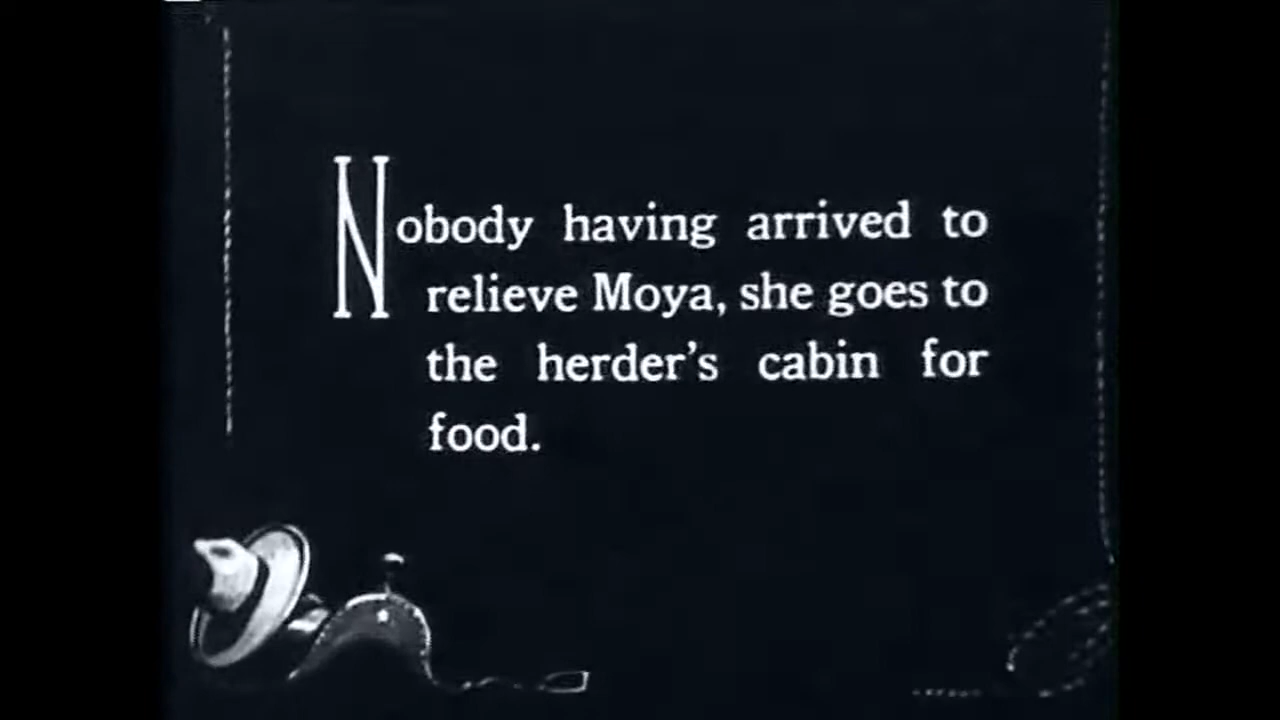 Nobody having arrived to
relieve Moya, she goes to
the herder's cabin for
food.